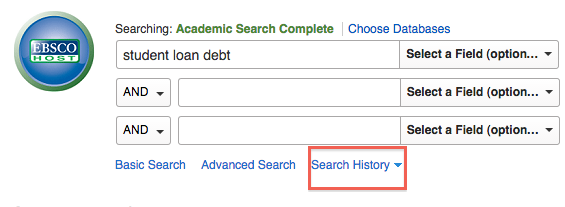 Searching: Academic Search Complete Choose Databases
EBSCO
HOST
student loan debt Select a Field (option...
AND Select a Field (option...
AND Select a Field (option...
Basic Search Advanced Search Search History